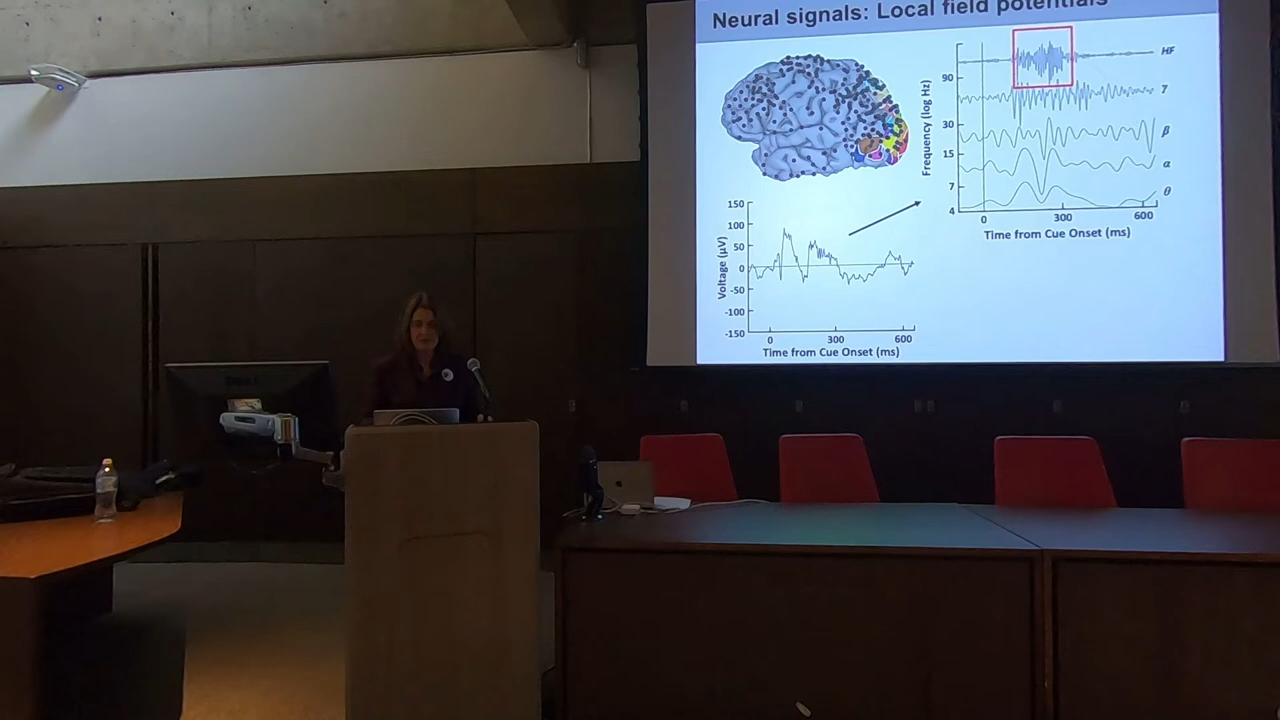 Neural signals: Local field potentials
Frequency (log Hz)
90
30
15
7
4
HF
γ
β
α
θ
0
300
600
Time from Cue Onset (ms)
Voltage (μV)
150
100
50
0
-50
-100
-150
0
300
600
Time from Cue Onset (ms)